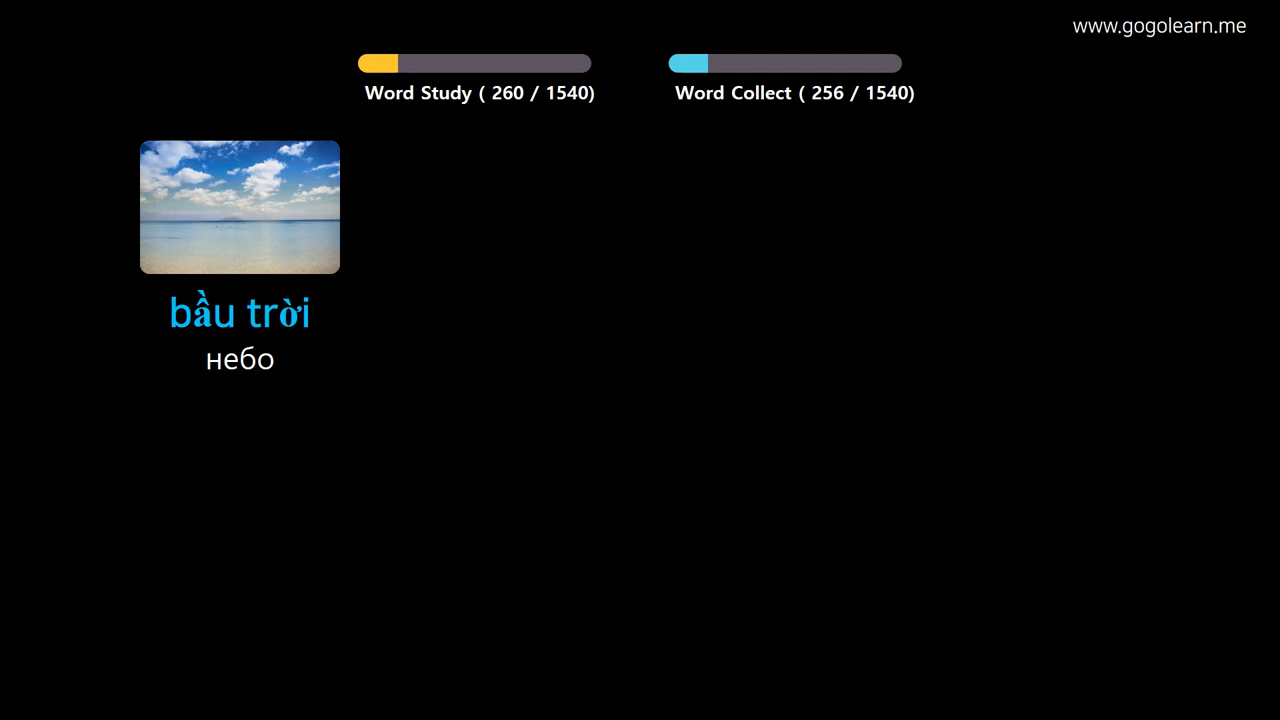 www.gogolearn.me
Word Study ( 260 / 1540)
Word Collect ( 256 / 1540)
bầu trời
небо